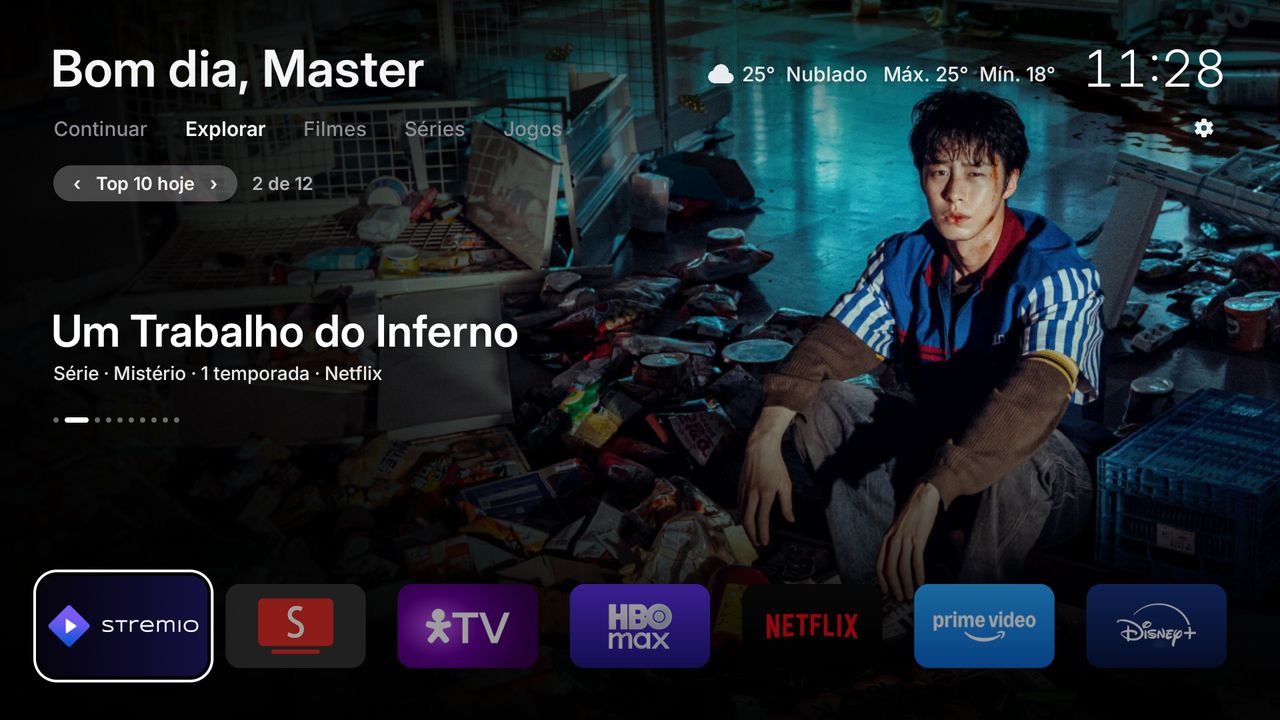 Bom dia, Master
25° Nublado Máx. 25° Mín. 18°
11:28
Continuar Explorar Filmes Séries Jogos
‹ Top 10 hoje ›
2 de 12
Um Trabalho do Inferno
Série · Mistério · 1 temporada · Netflix
STREMIO
S
TV
HBO
max
NETFLIX
prime video
Disney+